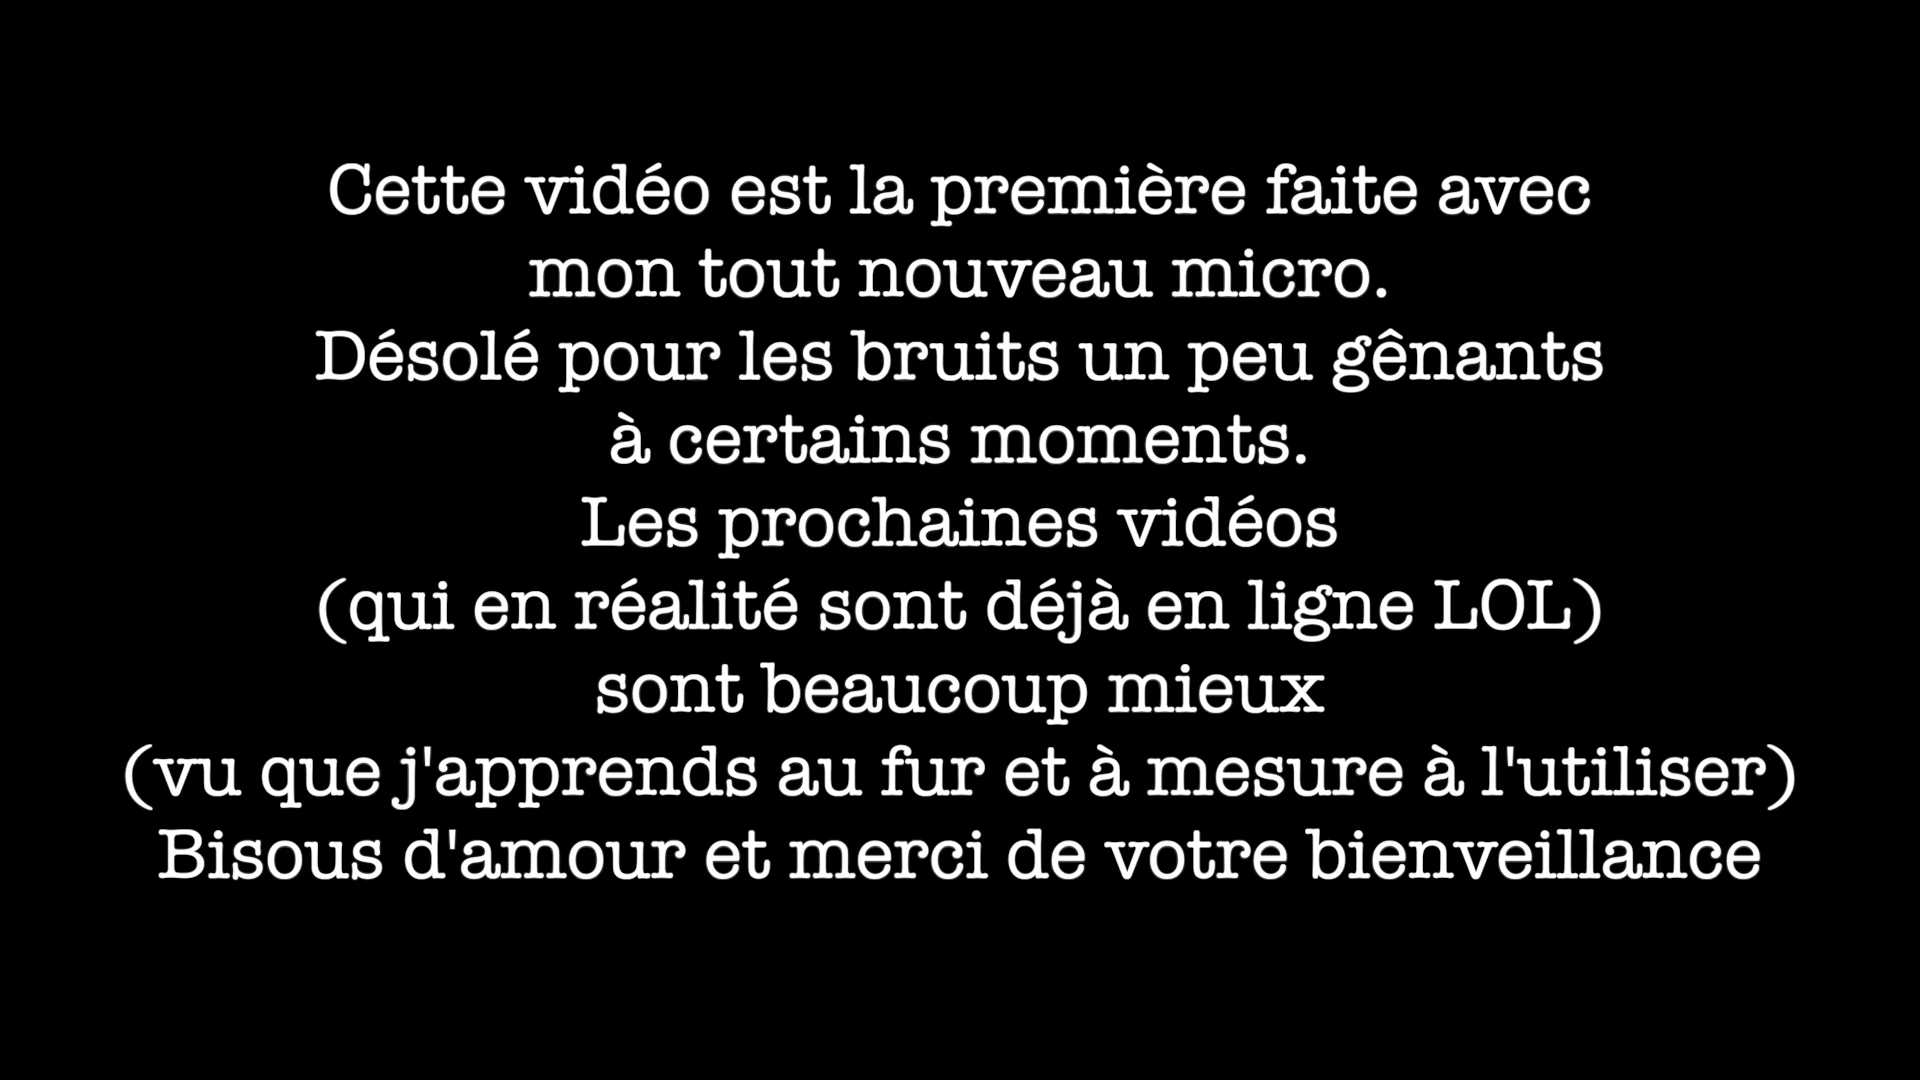 Cette vidéo est la première faite avec
mon tout nouveau micro.
Désolé pour les bruits un peu gênants
à certains moments.
Les prochaines vidéos
(qui en réalité sont déjà en ligne LOL)
sont beaucoup mieux
(vu que j'apprends au fur et à mesure à l'utiliser)
Bisous d'amour et merci de votre bienveillance